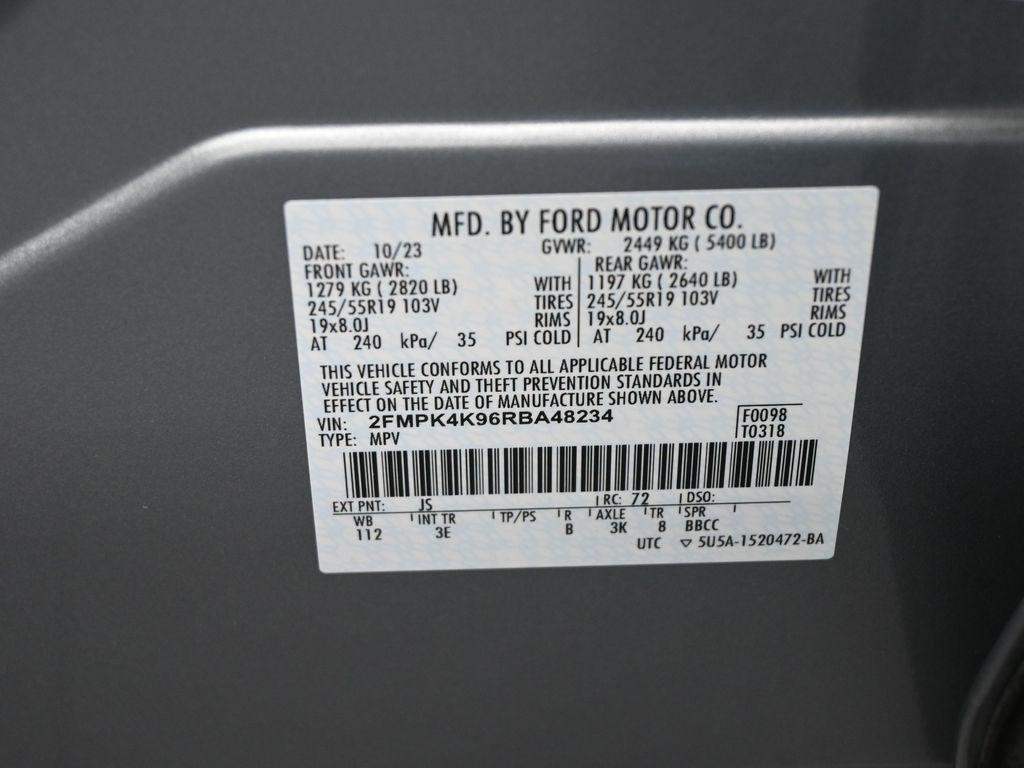 MFD. BY FORD MOTOR CO.
DATE: 10/23 GVWR: 2449 KG ( 5400 LB)
FRONT GAWR: REAR GAWR:
1279 KG ( 2820 LB) WITH 1197 KG ( 2640 LB) WITH
245/55R19 103V TIRES 245/55R19 103V TIRES
19x8.0J RIMS 19x8.0J RIMS
AT 240 kPa/ 35 PSI COLD AT 240 kPa/ 35 PSI COLD
THIS VEHICLE CONFORMS TO ALL APPLICABLE FEDERAL MOTOR
VEHICLE SAFETY AND THEFT PREVENTION STANDARDS IN
EFFECT ON THE DATE OF MANUFACTURE SHOWN ABOVE.
VIN: 2FMPK4K96RBA48234 F0098
TYPE: MPV T0318
EXT PNT: JS RC: 72 DSO:
WB INT TR TP/PS R AXLE TR SPR
112 3E B 3K 8 BBCC
UTC ▽ 5U5A-1520472-BA